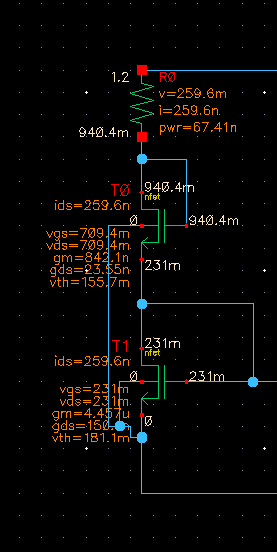 1.2
R0
v=259.6m
i=259.6n
pwr=67.41n
940.4m
T0
940.4m
nfet
ids=259.6n
0
940.4m
vgs=709.4m
vds=709.4m
gm=842.1n
gds=23.55n
vth=155.7m
231m
T1
231m
nfet
ids=259.6n
0
231m
vgs=231m
vds=231m
gm=4.457u
0
vth=181.1m